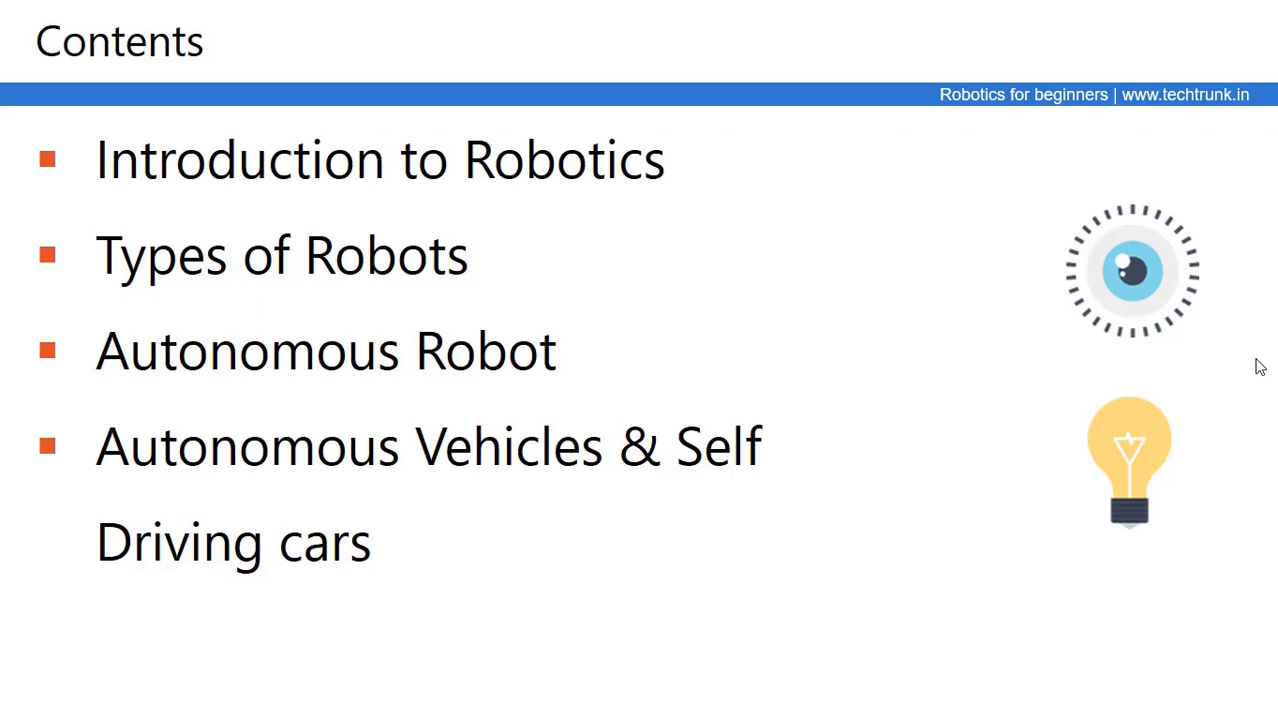 Contents
Robotics for beginners | www.techtrunk.in
Introduction to Robotics
Types of Robots
Autonomous Robot
Autonomous Vehicles & Self
Driving cars